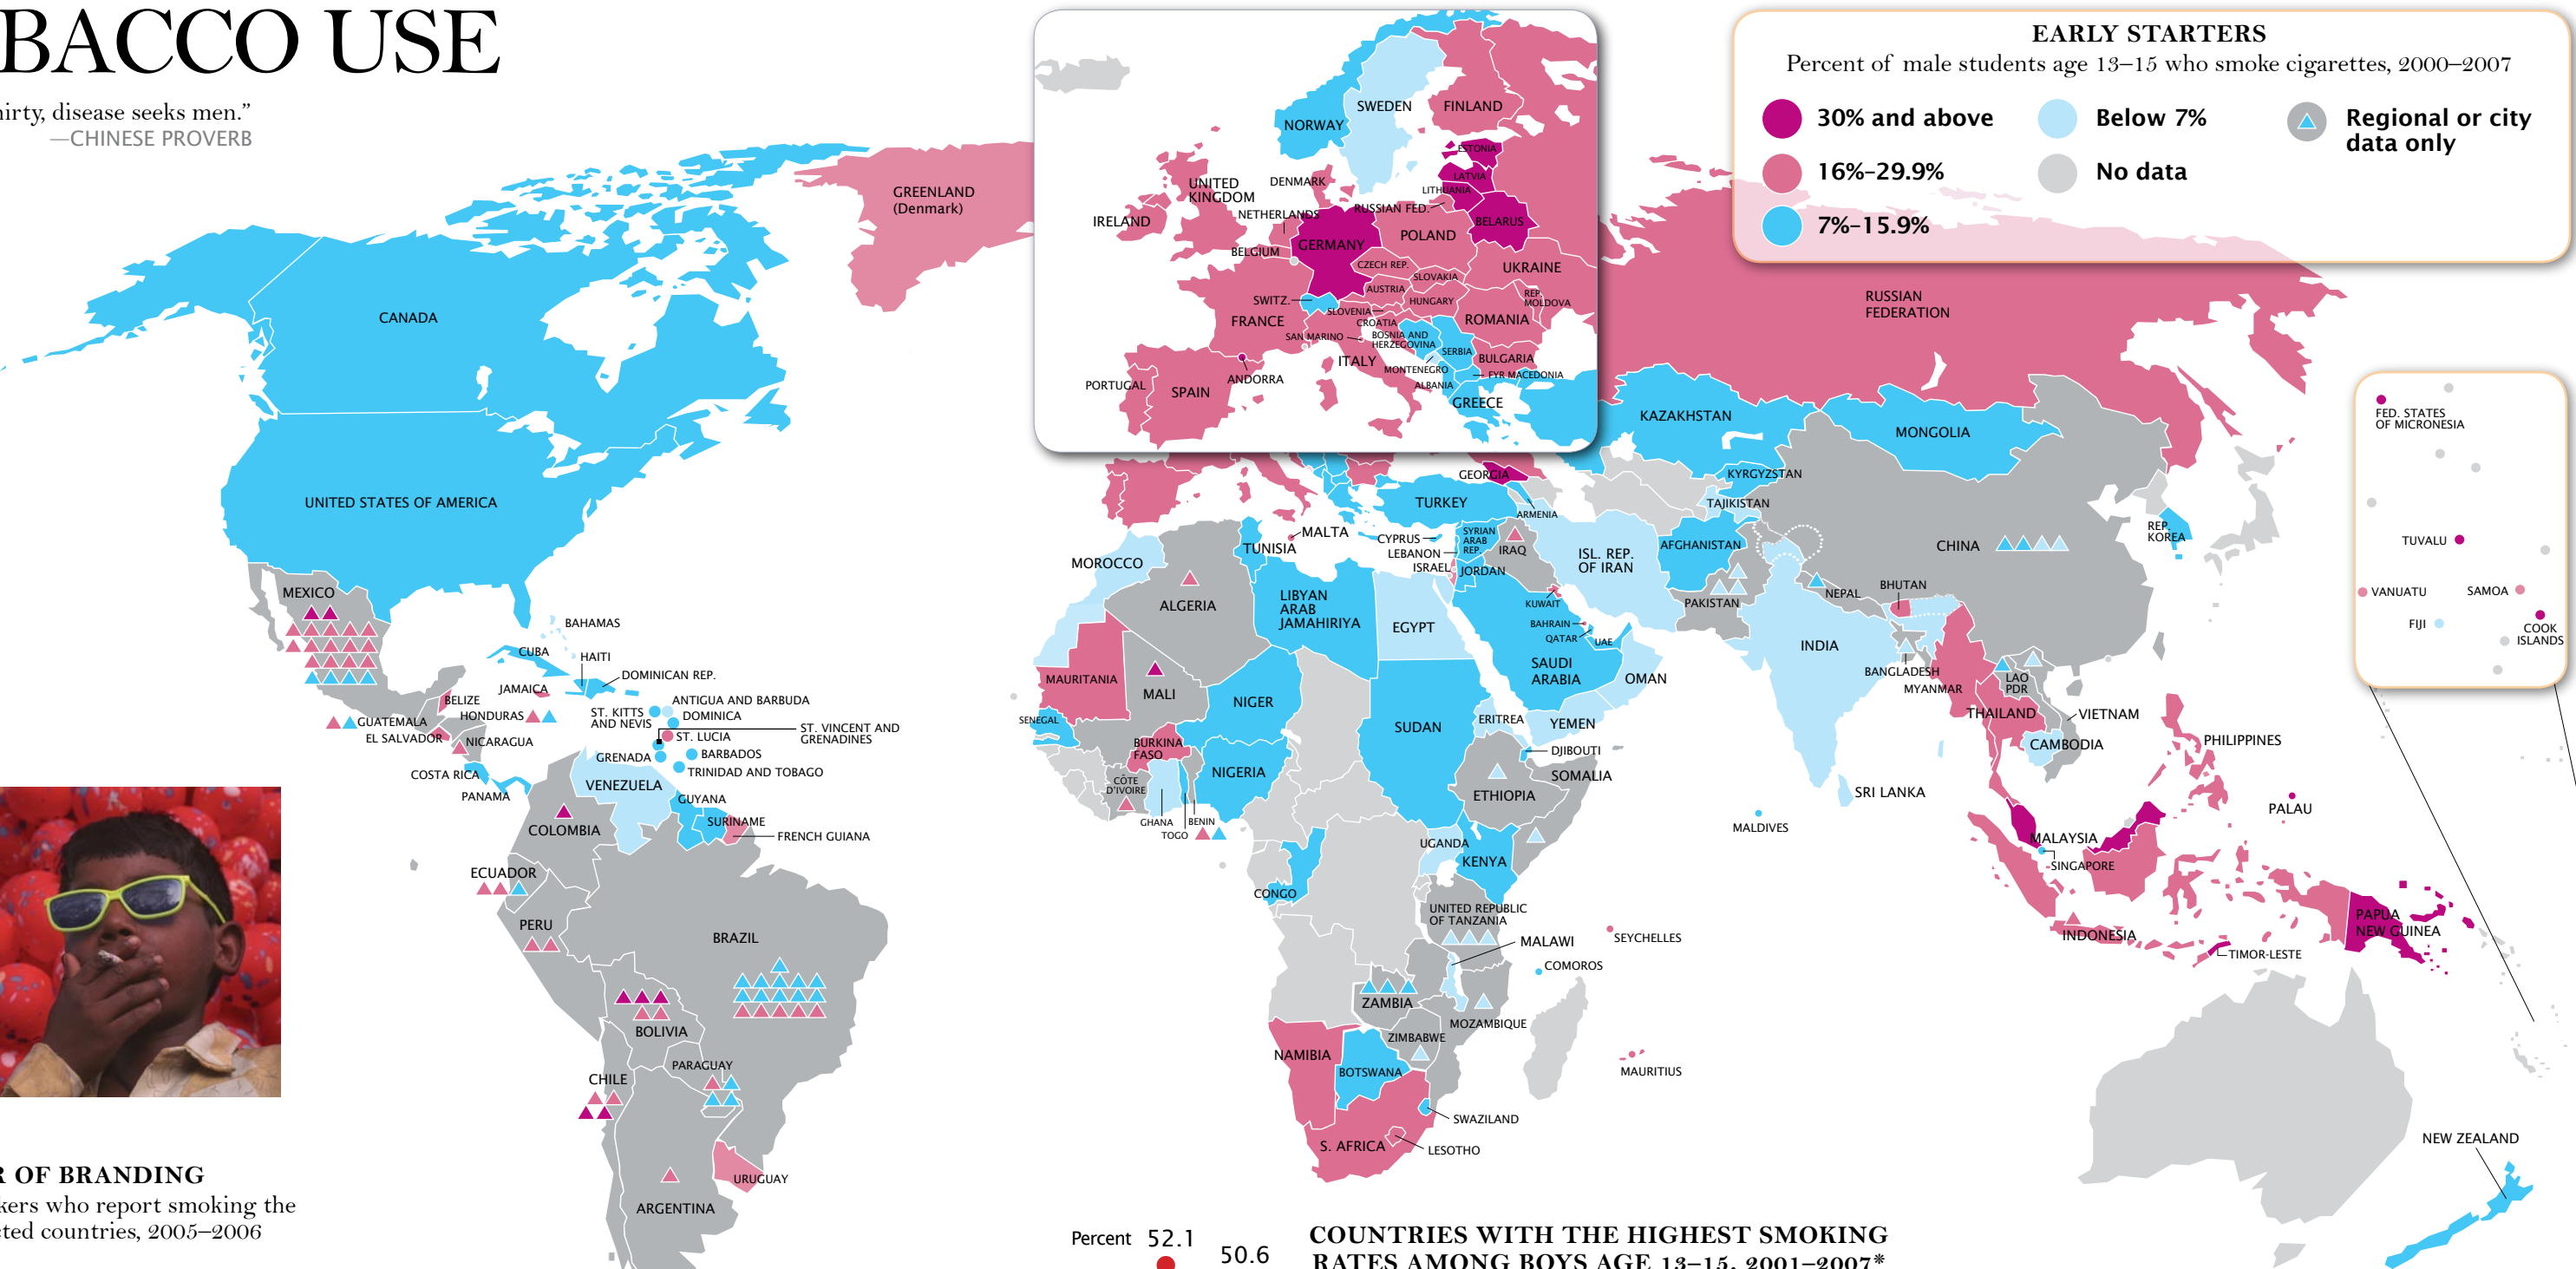 BACCO USE
hirty, disease seeks men.”
—CHINESE PROVERB
EARLY STARTERS
Percent of male students age 13–15 who smoke cigarettes, 2000–2007
30% and above
16%–29.9%
7%–15.9%
Below 7%
No data
Regional or city
data only
GREENLAND
(Denmark)
CANADA
UNITED STATES OF AMERICA
MEXICO
BAHAMAS
CUBA
HAITI
DOMINICAN REP.
JAMAICA
BELIZE
HONDURAS
GUATEMALA
EL SALVADOR
NICARAGUA
COSTA RICA
PANAMA
ST. KITTS
AND NEVIS
ANTIGUA AND BARBUDA
DOMINICA
ST. LUCIA
ST. VINCENT AND
GRENADINES
GRENADA
BARBADOS
TRINIDAD AND TOBAGO
VENEZUELA
GUYANA
SURINAME
FRENCH GUIANA
COLOMBIA
ECUADOR
PERU
BRAZIL
BOLIVIA
PARAGUAY
CHILE
URUGUAY
ARGENTINA
SWEDEN
FINLAND
NORWAY
ESTONIA
LATVIA
LITHUANIA
RUSSIAN FED.
BELARUS
UNITED
KINGDOM
DENMARK
IRELAND
NETHERLANDS
GERMANY
POLAND
BELGIUM
CZECH REP.
SLOVAKIA
UKRAINE
AUSTRIA
HUNGARY
REP.
MOLDOVA
SWITZ.
SLOVENIA
FRANCE
CROATIA
ROMANIA
SAN MARINO
BOSNIA AND
HERZEGOVINA
SERBIA
BULGARIA
ITALY
MONTENEGRO
FYR MACEDONIA
ANDORRA
ALBANIA
PORTUGAL
SPAIN
GREECE
RUSSIAN
FEDERATION
KAZAKHSTAN
MONGOLIA
GEORGIA
KYRGYZSTAN
TURKEY
ARMENIA
TAJIKISTAN
MALTA
CYPRUS
SYRIAN
ARAB
REP.
LEBANON
IRAQ
ISRAEL
JORDAN
ISL. REP.
OF IRAN
AFGHANISTAN
CHINA
REP.
KOREA
KUWAIT
PAKISTAN
NEPAL
BHUTAN
BAHRAIN
QATAR
UAE
INDIA
SAUDI
ARABIA
OMAN
YEMEN
BANGLADESH
MYANMAR
LAO
PDR
THAILAND
VIETNAM
CAMBODIA
PHILIPPINES
SRI LANKA
MALDIVES
MALAYSIA
SINGAPORE
PALAU
INDONESIA
TIMOR-LESTE
PAPUA
NEW GUINEA
MOROCCO
TUNISIA
ALGERIA
LIBYAN
ARAB
JAMAHIRIYA
EGYPT
MAURITANIA
MALI
NIGER
SENEGAL
SUDAN
ERITREA
DJIBOUTI
BURKINA
FASO
CÔTE
D’IVOIRE
NIGERIA
GHANA
TOGO
BENIN
SOMALIA
ETHIOPIA
UGANDA
KENYA
CONGO
UNITED REPUBLIC
OF TANZANIA
SEYCHELLES
MALAWI
COMOROS
ZAMBIA
MOZAMBIQUE
ZIMBABWE
NAMIBIA
BOTSWANA
MAURITIUS
SWAZILAND
S. AFRICA
LESOTHO
FED. STATES
OF MICRONESIA
TUVALU
VANUATU
SAMOA
FIJI
COOK
ISLANDS
NEW ZEALAND
R OF BRANDING
kers who report smoking the
cted countries, 2005–2006
Percent
52.1
50.6
COUNTRIES WITH THE HIGHEST SMOKING
RATES AMONG BOYS AGE 13–15, 2001–2007*